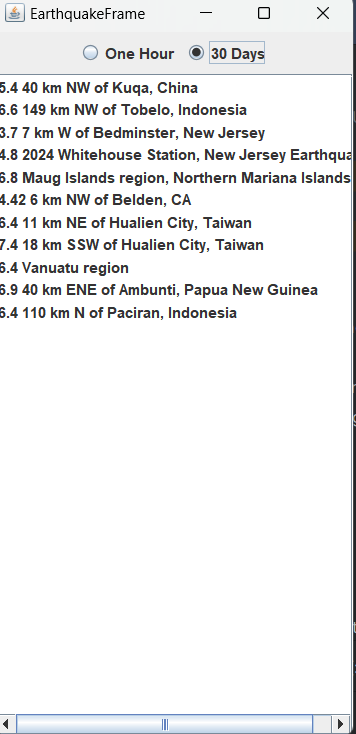 EarthquakeFrame
One Hour 30 Days
5.4 40 km NW of Kuqa, China
6.6 149 km NW of Tobelo, Indonesia
3.7 7 km W of Bedminster, New Jersey
4.8 2024 Whitehouse Station, New Jersey Earthqua
6.8 Maug Islands region, Northern Mariana Islands
4.42 6 km NW of Belden, CA
6.4 11 km NE of Hualien City, Taiwan
7.4 18 km SSW of Hualien City, Taiwan
6.4 Vanuatu region
6.9 40 km ENE of Ambunti, Papua New Guinea
6.4 110 km N of Paciran, Indonesia